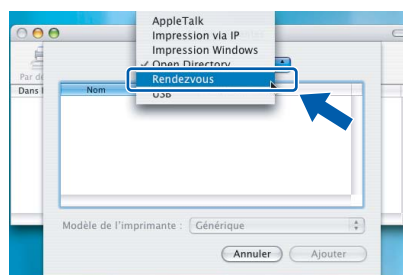 AppleTalk
Impression via IP
Impression Windows
✓ Open Directory
Rendezvous
USB
Par dé
Dans l
Nom
Modèle de l'imprimante : Générique
Annuler Ajouter